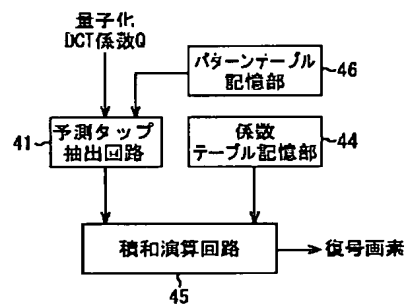 量子化
DCT係数Q
パターンテーブル
記憶部
46
41
予測タップ
抽出回路
係数
テーブル記憶部
44
積和演算回路
復号画素
45